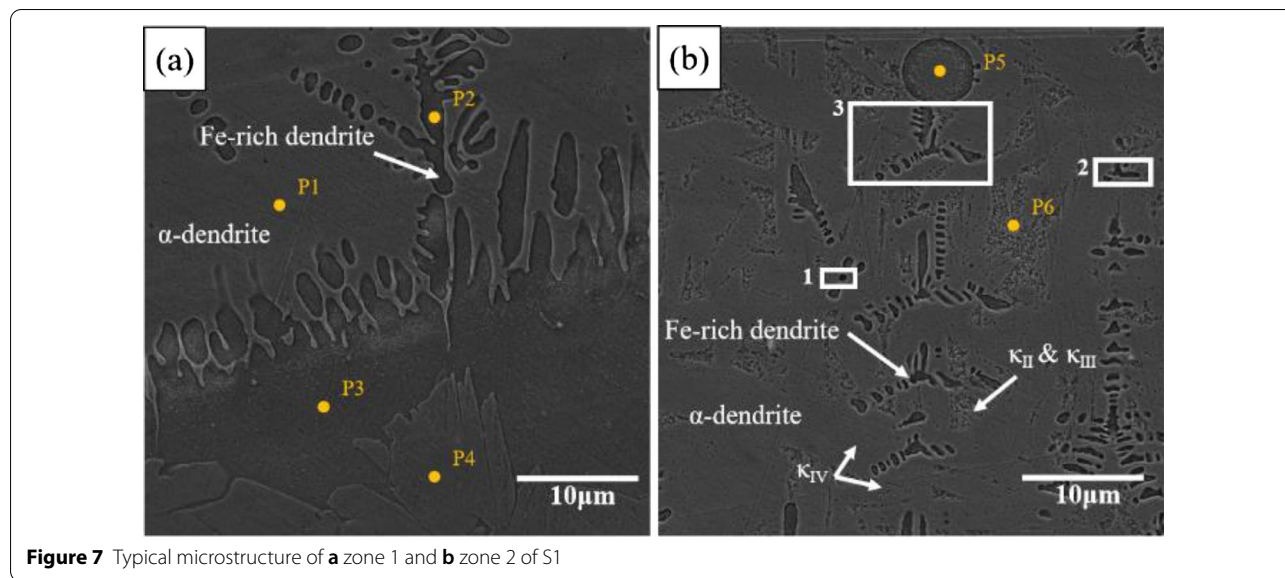 (a)
P2
Fe-rich dendrite
P1
α-dendrite
P3
P4
10μm
(b)
P5
3
2
P6
1
Fe-rich dendrite
κII & κIII
α-dendrite
κIV
10μm
Figure 7 Typical microstructure of a zone 1 and b zone 2 of S1